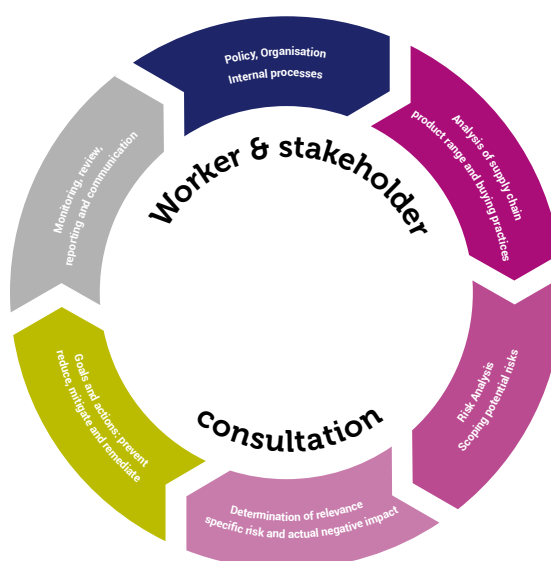 Policy, Organisation
Internal processes
Analysis of supply chain
product range and buying practices
Risk Analysis
Scoping potential risks
Determination of relevance
specific risk and actual negative impact
Goals and actions: prevent
reduce, mitigate and remediate
Monitoring, review,
reporting and communication
Worker & stakeholder
consultation